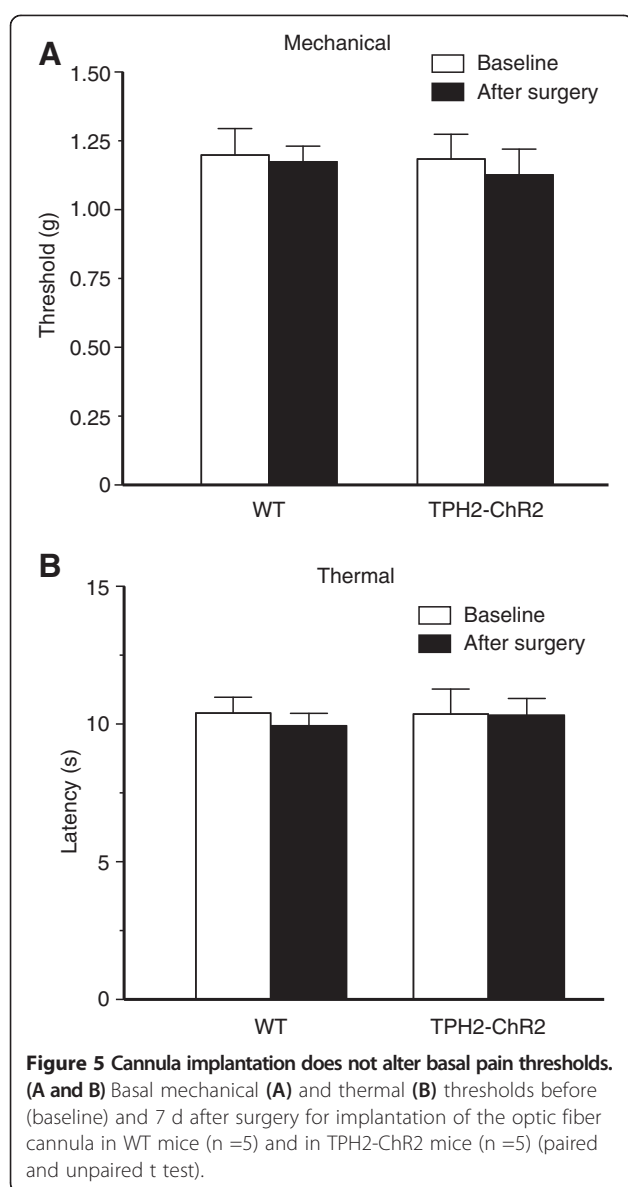 A
Mechanical
Baseline
After surgery
1.50
1.25
1.00
0.75
0.50
0.25
0
Threshold (g)
WT
TPH2-ChR2
B
Thermal
Baseline
After surgery
15
10
5
0
Latency (s)
WT
TPH2-ChR2
Figure 5 Cannula implantation does not alter basal pain thresholds.
(A and B) Basal mechanical (A) and thermal (B) thresholds before
(baseline) and 7 d after surgery for implantation of the optic fiber
cannula in WT mice (n =5) and in TPH2-ChR2 mice (n =5) (paired
and unpaired t test).